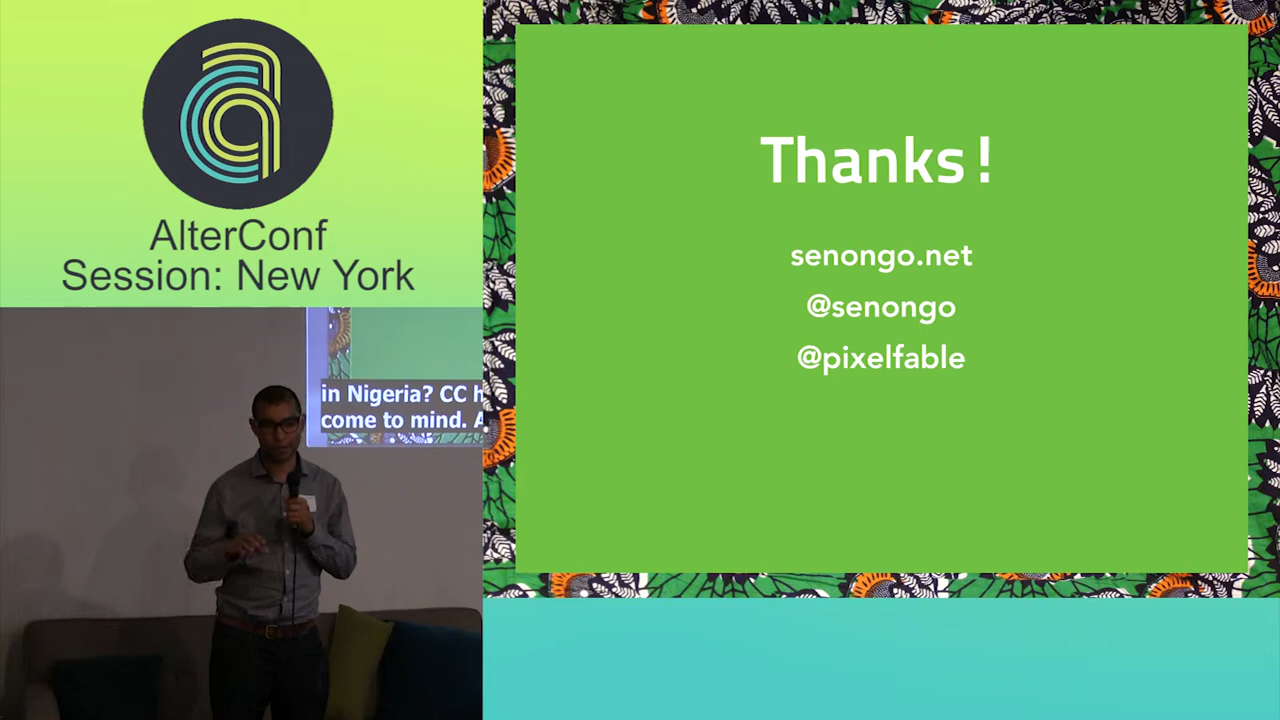 AlterConf
Session: New York
in Nigeria? CC
come to mind.
Thanks!
senongo.net
@senongo
@pixelfable